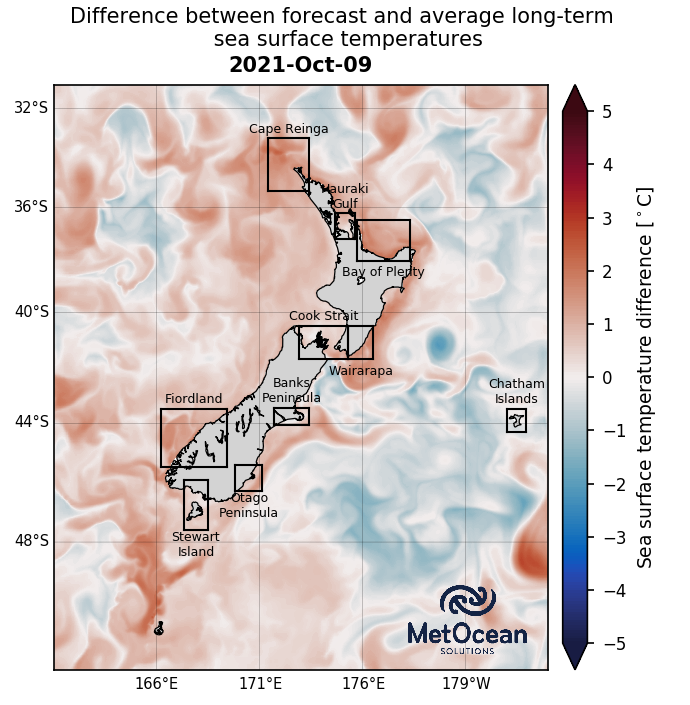 Difference between forecast and average long-term
sea surface temperatures
2021-Oct-09
32°S
36°S
40°S
44°S
48°S
Cape Reinga
Hauraki
Gulf
Bay of Plenty
Cook Strait
Wairarapa
Banks
Peninsula
Chatham
Islands
Fiordland
Otago
Peninsula
Stewart
Island
MetOcean
SOLUTIONS
166°E
171°E
176°E
179°W
5
4
3
2
1
0
−1
−2
−3
−4
−5
Sea surface temperature difference [°C]